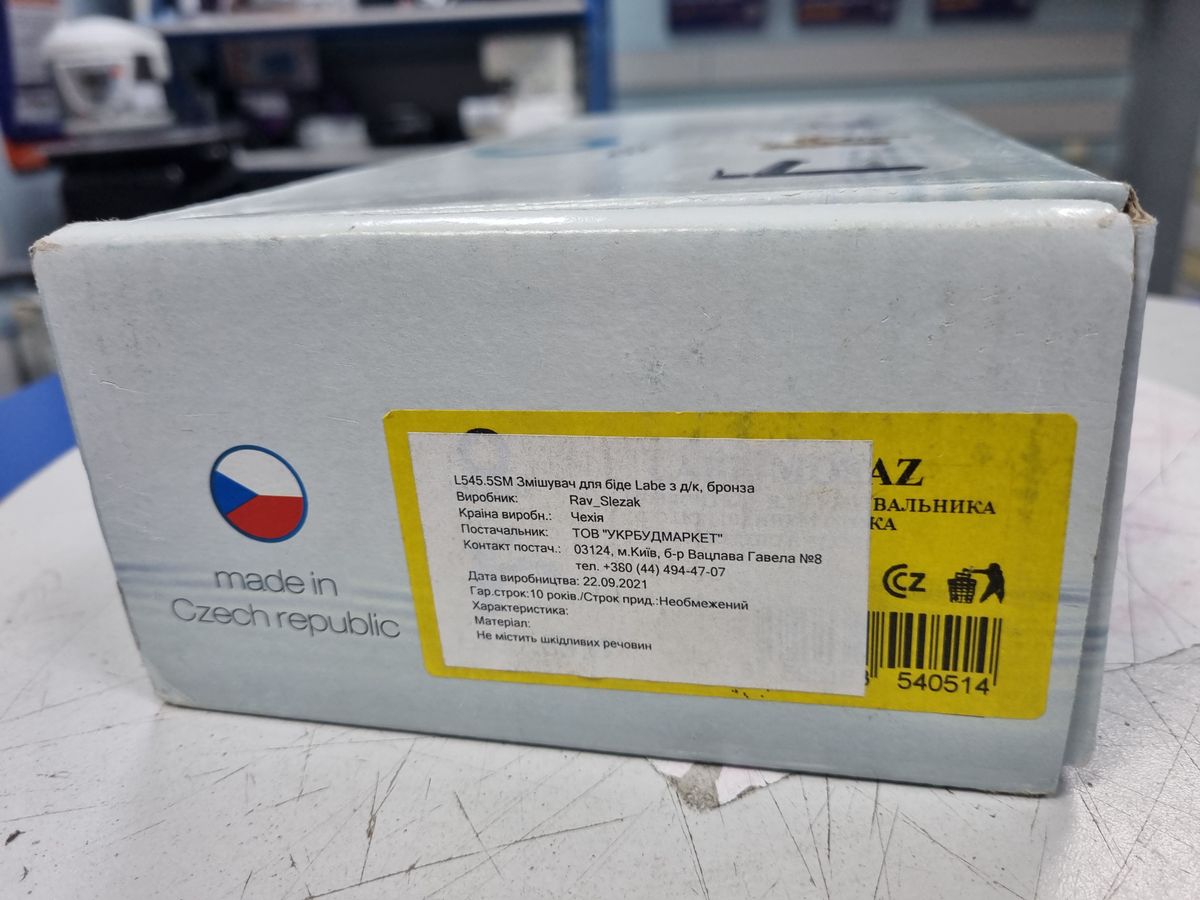 made in
Czech republic
L545.5SM Змішувач для біде Labe з д/к, бронза
Виробник: Rav_Slezak
Країна виробн.: Чехія
Постачальник: ТОВ "УКРБУДМАРКЕТ"
Контакт постач.: 03124, м.Київ, б-р Вацлава Гавела №8
тел. +380 (44) 494-47-07
Дата виробництва: 22.09.2021
Гар.строк:10 років./Строк прид.:Необмежений
Характеристика:
Матеріал:
Не містить шкідливих речовин
AZ
ВАЛЬНИКА
КА
CCZ
540514